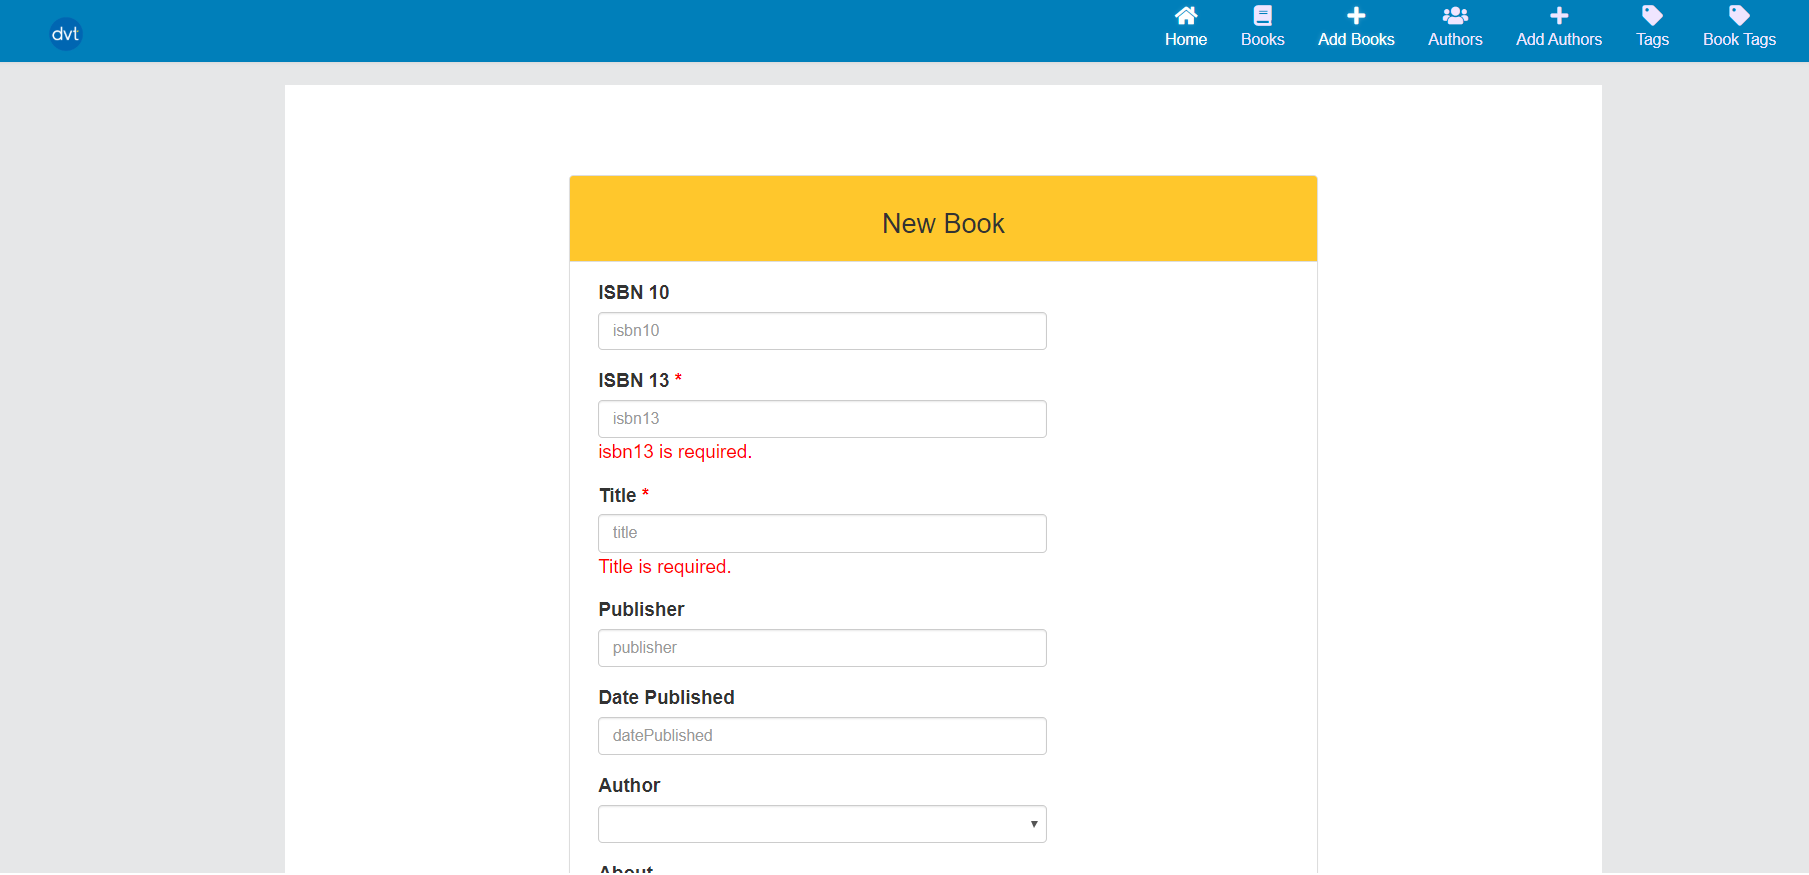 dvt
Home Books Add Books Authors Add Authors Tags Book Tags
New Book
ISBN 10
isbn10
ISBN 13 *
isbn13
isbn13 is required.
Title *
title
Title is required.
Publisher
publisher
Date Published
datePublished
Author
About